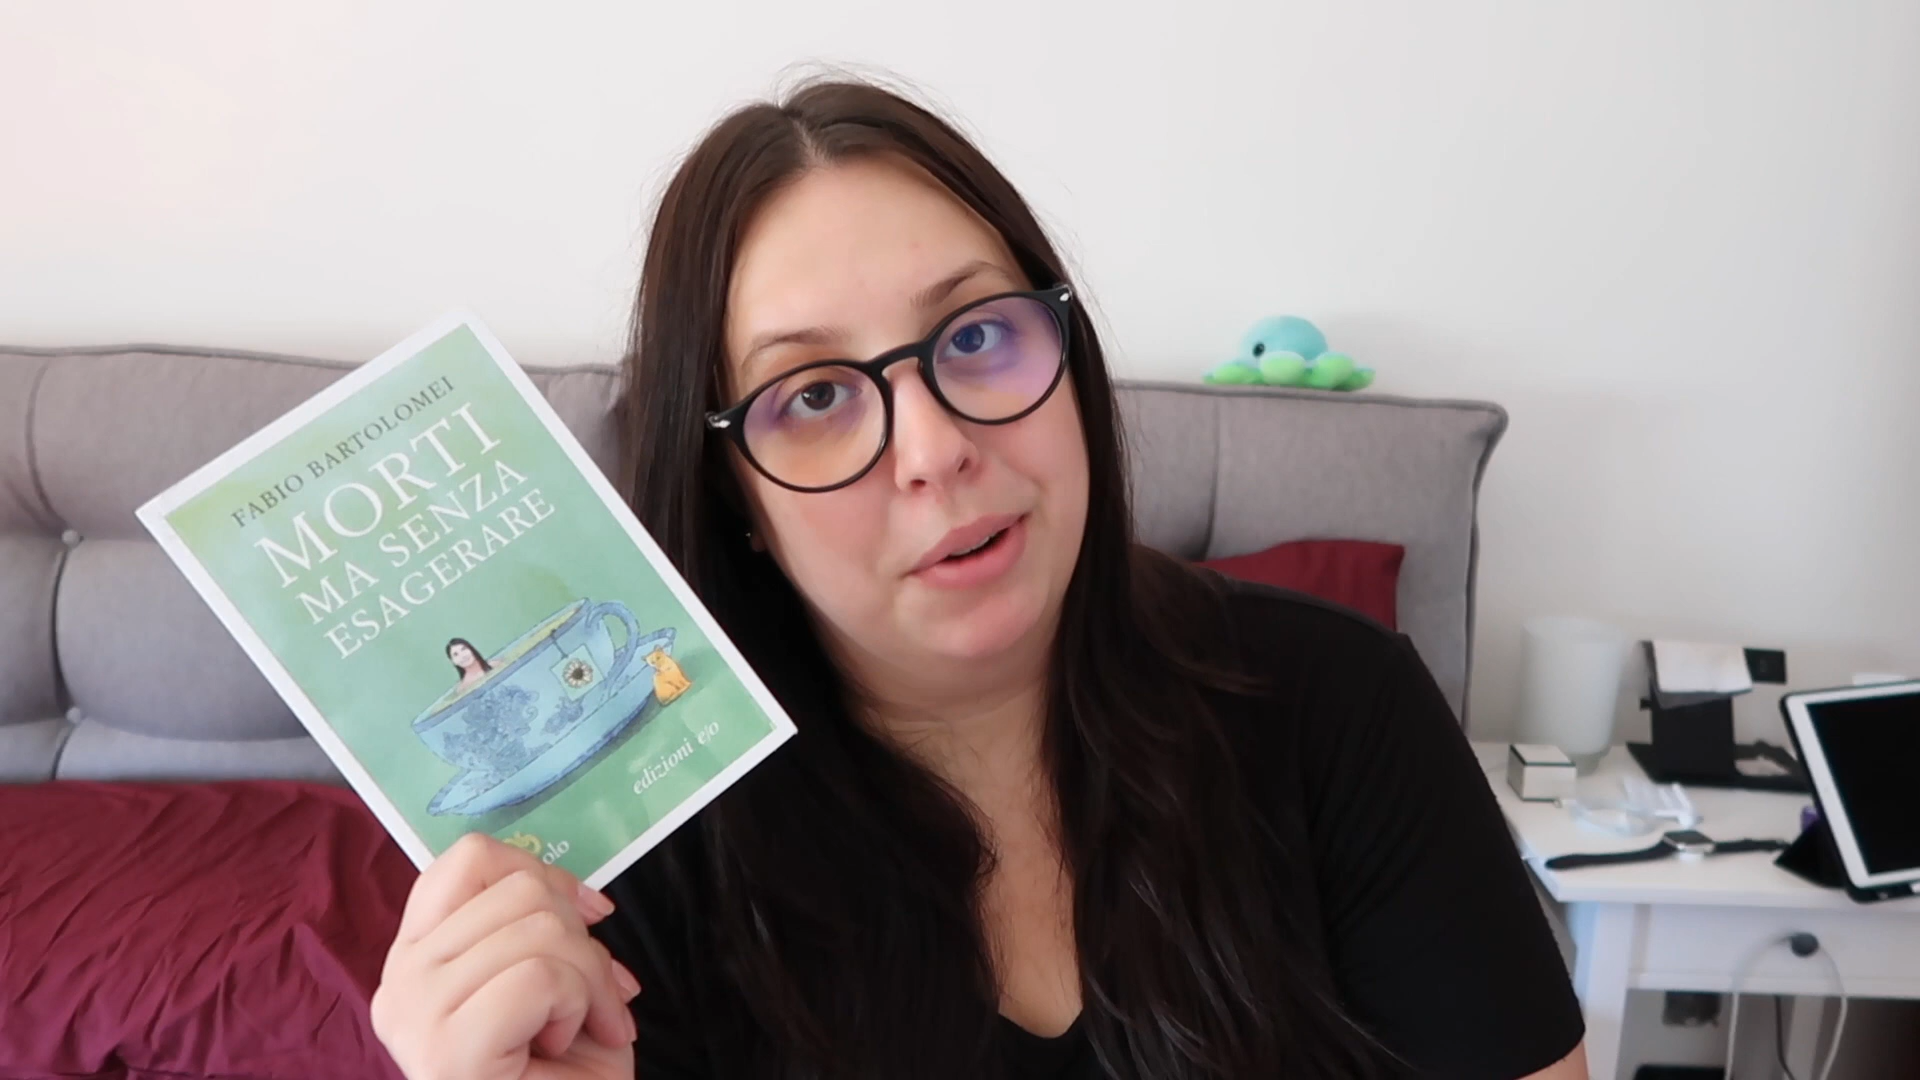 FABIO BARTOLOMEI
MORTI
MA SENZA
ESAGERARE
edizioni e/o